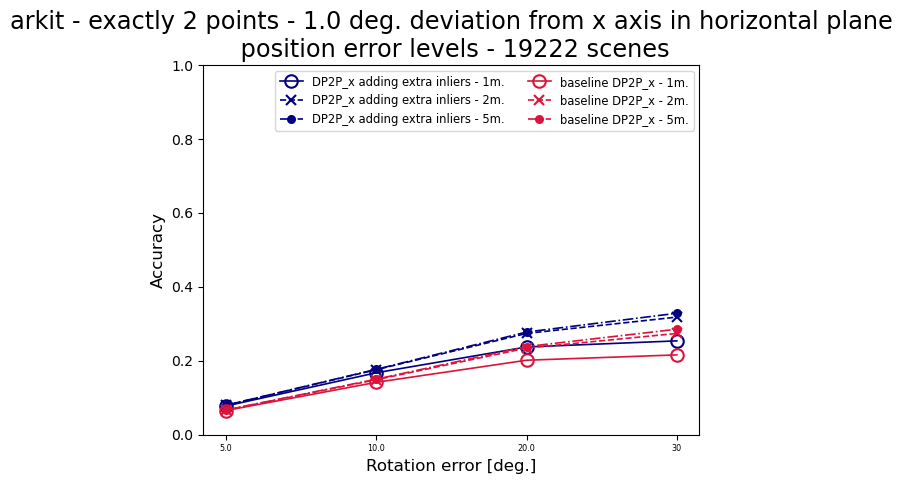 arkit - exactly 2 points - 1.0 deg. deviation from x axis in horizontal plane
position error levels - 19222 scenes
1.0
0.8
0.6
0.4
0.2
0.0
Accuracy
DP2P_x adding extra inliers - 1m.
DP2P_x adding extra inliers - 2m.
DP2P_x adding extra inliers - 5m.
baseline DP2P_x - 1m.
baseline DP2P_x - 2m.
baseline DP2P_x - 5m.
5.0 10.0 20.0 30
Rotation error [deg.]